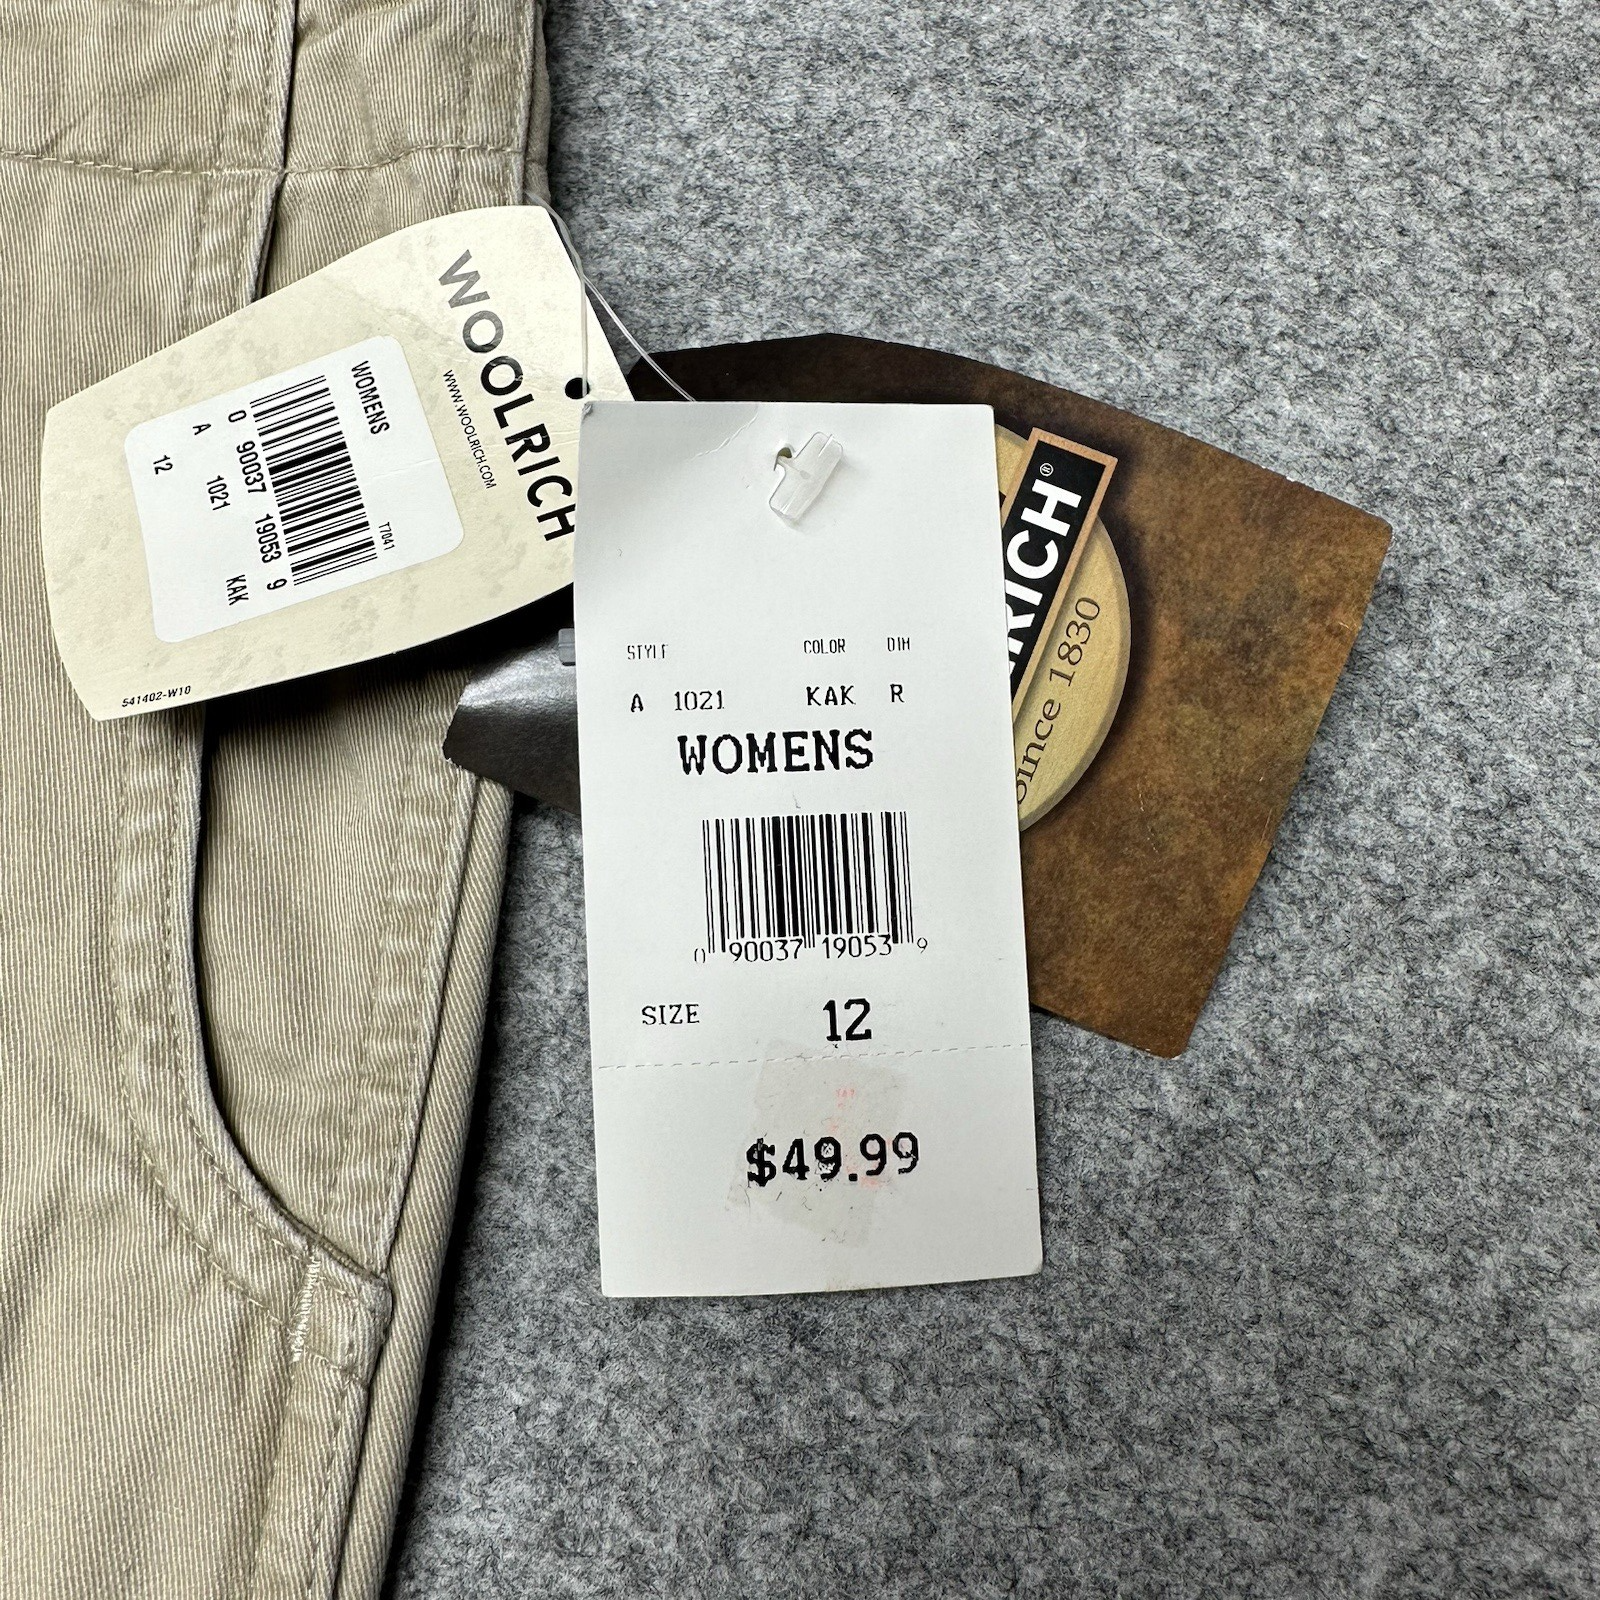 WOOLRICH
WWW.WOOLRICH.COM
WOMENS
T7041
0 90037 19053 9
A 1021 KAK
12
541402-W10
RICH®
Since 1830
STYLE COLOR DIM
A 1021 KAK R
WOMENS
0 90037 19053 9
SIZE 12
$49.99